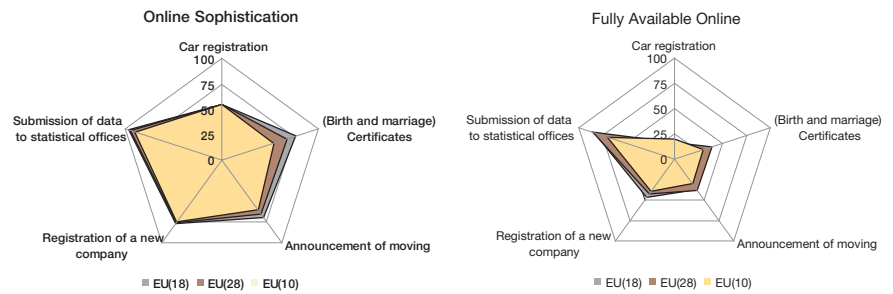 Online Sophistication
Car registration
100
75
50
25
0
(Birth and marriage)
Certificates
Submission of data
to statistical offices
Registration of a new
company
Announcement of moving
EU(18) EU(28) EU(10)
Fully Available Online
Car registration
100
75
50
25
0
(Birth and marriage)
Certificates
Submission of data
to statistical offices
Registration of a new
company
Announcement of moving
EU(18) EU(28) EU(10)